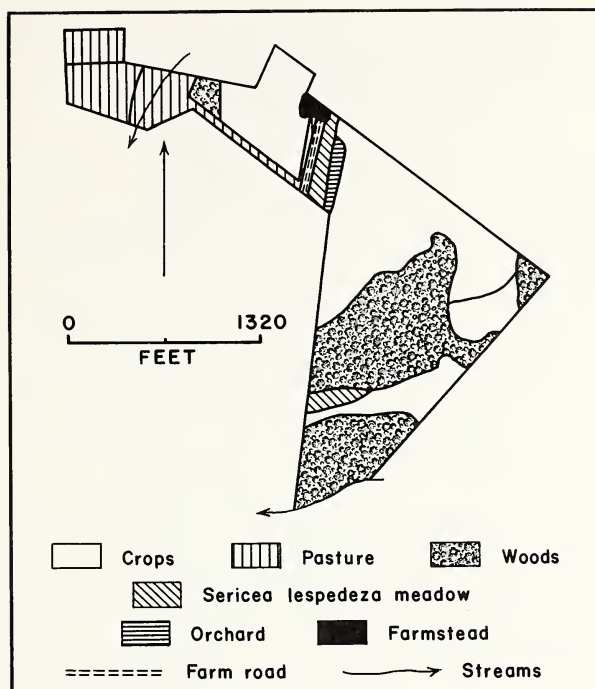 0 1320
FEET
Crops Pasture Woods
Sericea lespedeza meadow
Orchard Farmstead
Farm road Streams